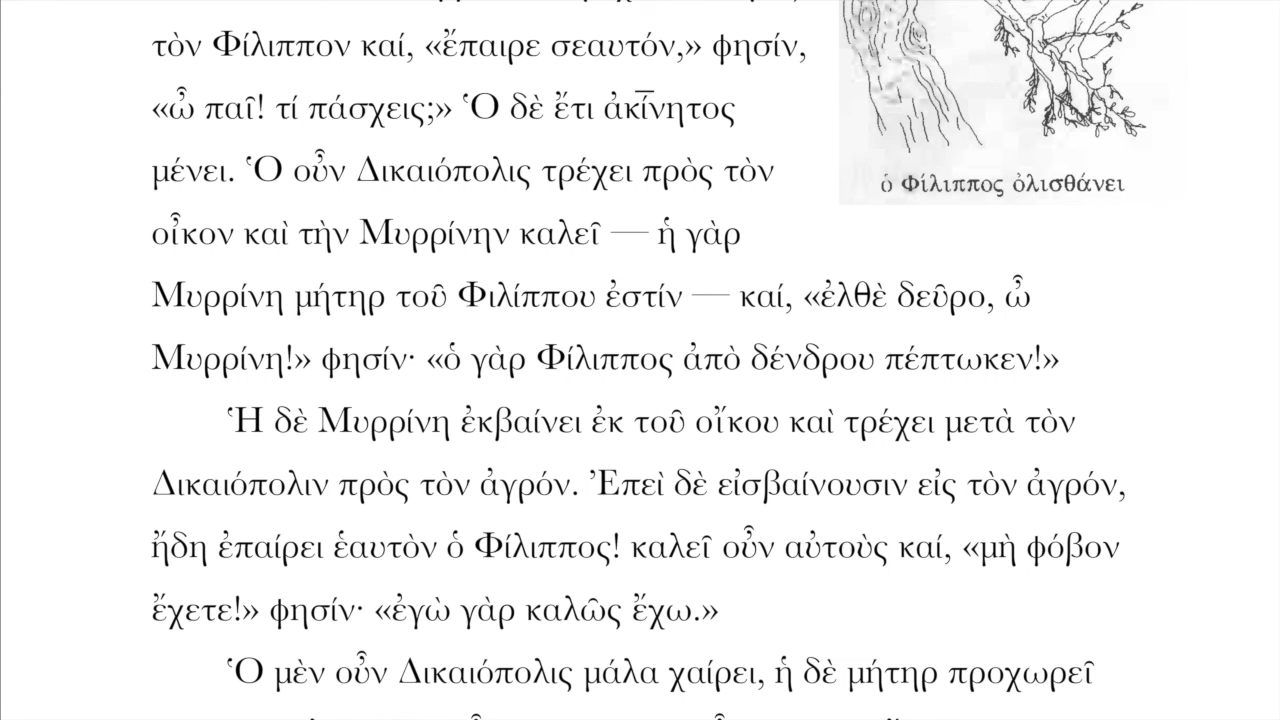 τὸν Φίλιππον καί, «ἔπαιρε σεαυτόν,» φησίν,
«ὦ παῖ! τί πάσχεις;» Ὁ δὲ ἔτι ἀκῑ́νητος
μένει. Ὁ οὖν Δικαιόπολις τρέχει πρὸς τὸν
οἶκον καὶ τὴν Μυρρίνην καλεῖ — ἡ γὰρ
Μυρρίνη μήτηρ τοῦ Φιλίππου ἐστίν — καί, «ἐλθὲ δεῦρο, ὦ
Μυρρίνη!» φησίν· «ὁ γὰρ Φίλιππος ἀπὸ δένδρου πέπτωκεν!»
Ἡ δὲ Μυρρίνη ἐκβαίνει ἐκ τοῦ οἴκου καὶ τρέχει μετὰ τὸν
Δικαιόπολιν πρὸς τὸν ἀγρόν. Ἐπεὶ δὲ εἰσβαίνουσιν εἰς τὸν ἀγρόν,
ἤδη ἐπαίρει ἑαυτὸν ὁ Φίλιππος! καλεῖ οὖν αὐτοὺς καί, «μὴ φόβον
ἔχετε!» φησίν· «ἐγὼ γὰρ καλῶς ἔχω.»
Ὁ μὲν οὖν Δικαιόπολις μάλα χαίρει, ἡ δὲ μήτηρ προχωρεῖ
ὁ Φίλιππος ὀλισθάνει